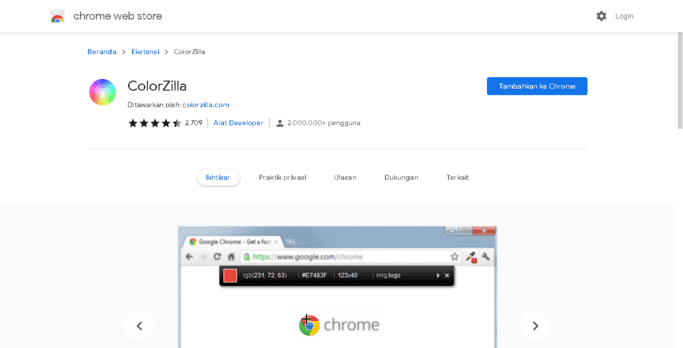 chrome web store
Login
Beranda > Ekstensi > ColorZilla
ColorZilla
Tambahkan ke Chrome
Ditawarkan oleh: colorzilla.com
2.709 | Alat Developer | 2.000.000+ pengguna
Ikhtisar Praktik privasi Ulasan Dukungan Terkait
Google Chrome - Get a fas
https://www.google.com/chrome
rgb(231, 72, 63) | #E7483F | 123x40 | img.logo
chrome